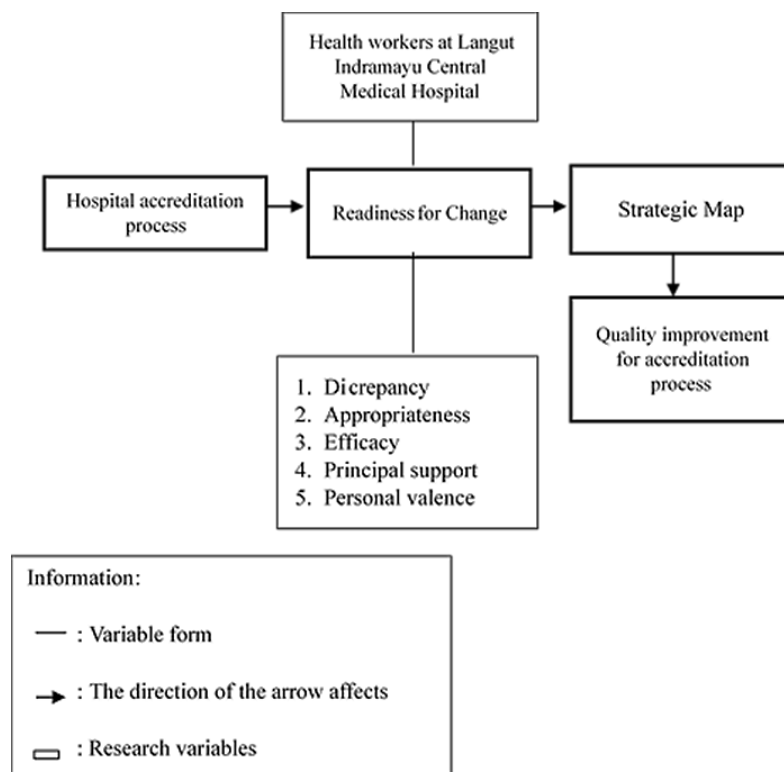 Health workers at Langut
Indramayu Central
Medical Hospital
Hospital accreditation
process
Readiness for Change
Strategic Map
Quality improvement
for accreditation
process
1. Dicrepancy
2. Appropriateness
3. Efficacy
4. Principal support
5. Personal valence
Information:
: Variable form
: The direction of the arrow affects
: Research variables